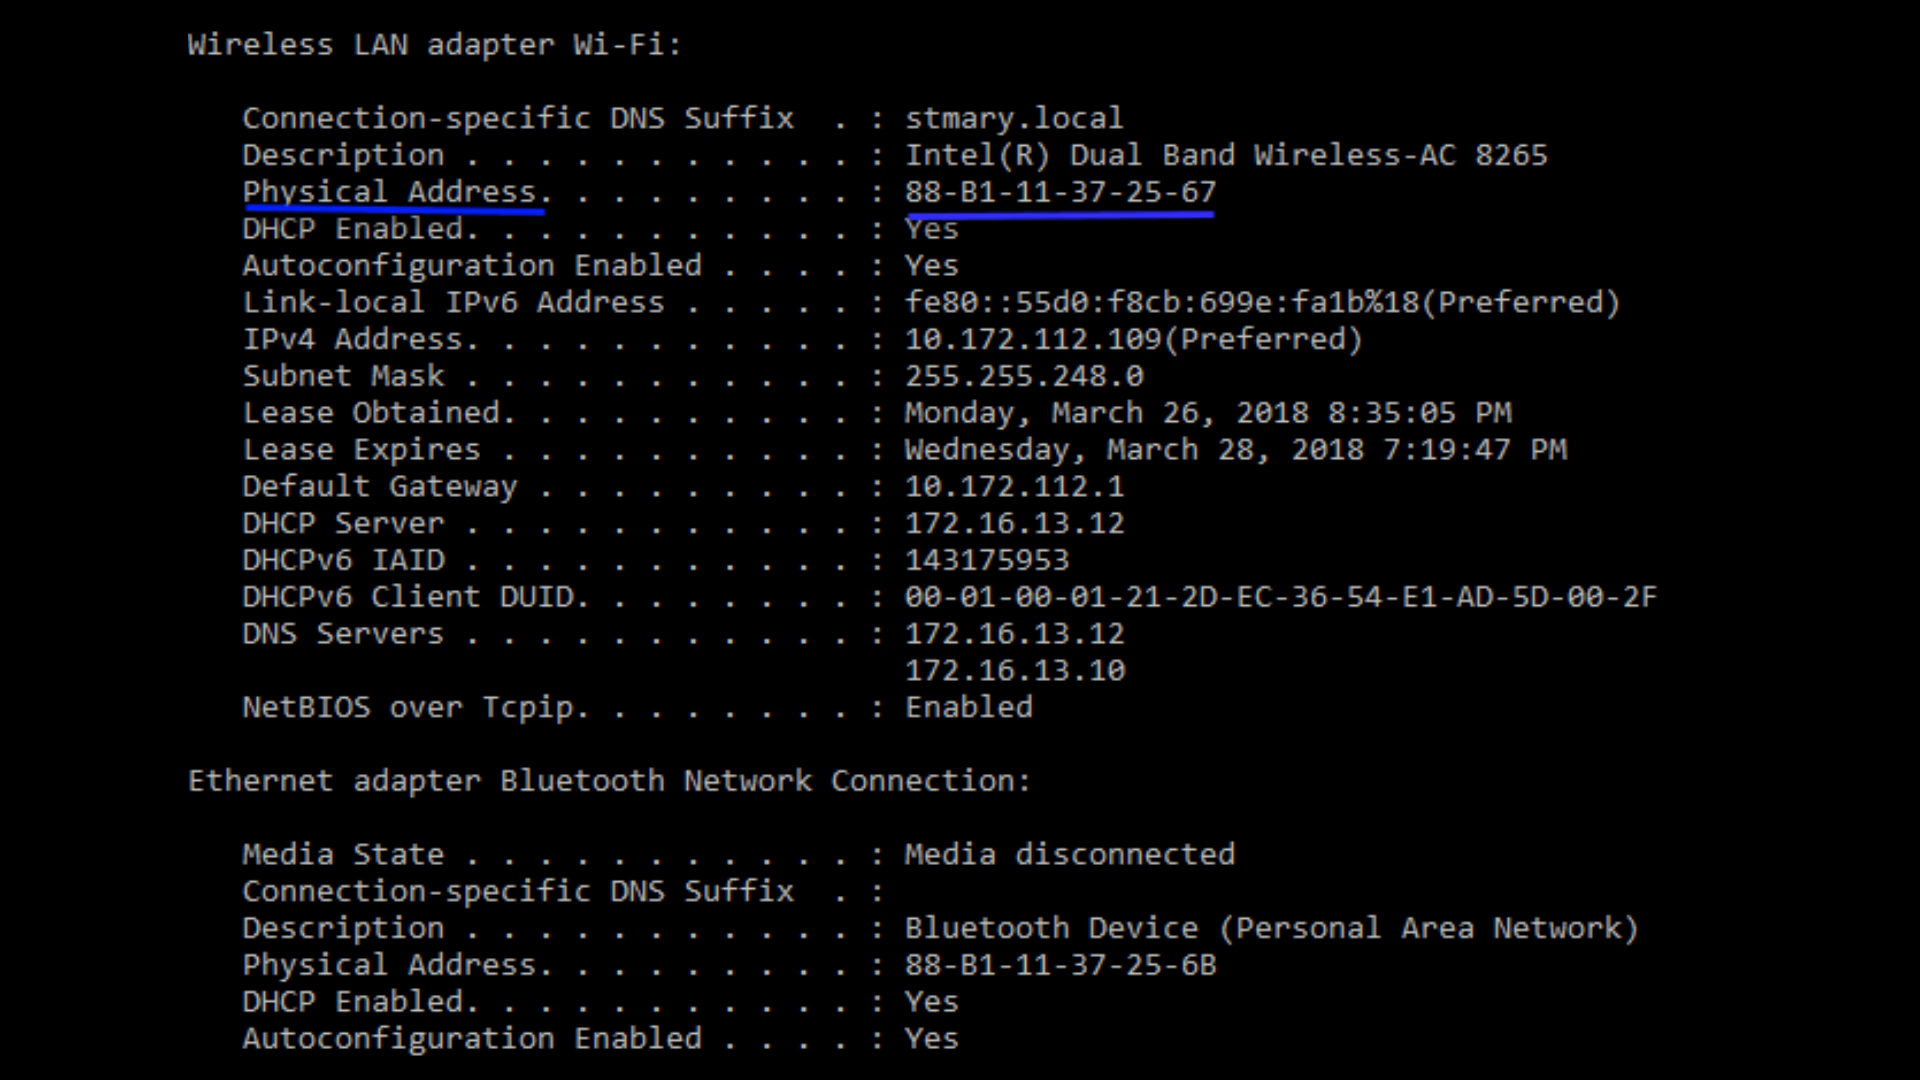 Wireless LAN adapter Wi-Fi:
Connection-specific DNS Suffix  . : stmary.local
Description . . . . . . . . . . . : Intel(R) Dual Band Wireless-AC 8265
Physical Address. . . . . . . . . : 88-B1-11-37-25-67
DHCP Enabled. . . . . . . . . . . : Yes
Autoconfiguration Enabled . . . . : Yes
Link-local IPv6 Address . . . . . : fe80::55d0:f8cb:699e:fa1b%18(Preferred)
IPv4 Address. . . . . . . . . . . : 10.172.112.109(Preferred)
Subnet Mask . . . . . . . . . . . : 255.255.248.0
Lease Obtained. . . . . . . . . . : Monday, March 26, 2018 8:35:05 PM
Lease Expires . . . . . . . . . . : Wednesday, March 28, 2018 7:19:47 PM
Default Gateway . . . . . . . . . : 10.172.112.1
DHCP Server . . . . . . . . . . . : 172.16.13.12
DHCPv6 IAID . . . . . . . . . . . : 143175953
DHCPv6 Client DUID. . . . . . . . : 00-01-00-01-21-2D-EC-36-54-E1-AD-5D-00-2F
DNS Servers . . . . . . . . . . . : 172.16.13.12
172.16.13.10
NetBIOS over Tcpip. . . . . . . . : Enabled
Ethernet adapter Bluetooth Network Connection:
Media State . . . . . . . . . . . : Media disconnected
Connection-specific DNS Suffix  . :
Description . . . . . . . . . . . : Bluetooth Device (Personal Area Network)
Physical Address. . . . . . . . . : 88-B1-11-37-25-6B
DHCP Enabled. . . . . . . . . . . : Yes
Autoconfiguration Enabled . . . . : Yes